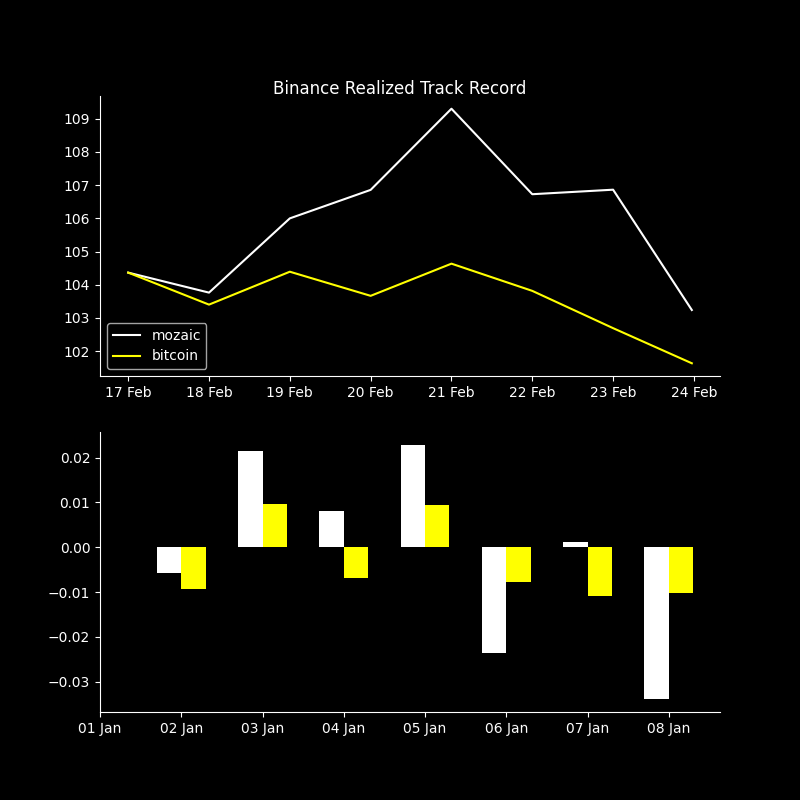 Binance Realized Track Record
109
108
107
106
105
104
103
102
mozaic
bitcoin
17 Feb 18 Feb 19 Feb 20 Feb 21 Feb 22 Feb 23 Feb 24 Feb
0.02
0.01
0.00
−0.01
−0.02
−0.03
01 Jan 02 Jan 03 Jan 04 Jan 05 Jan 06 Jan 07 Jan 08 Jan